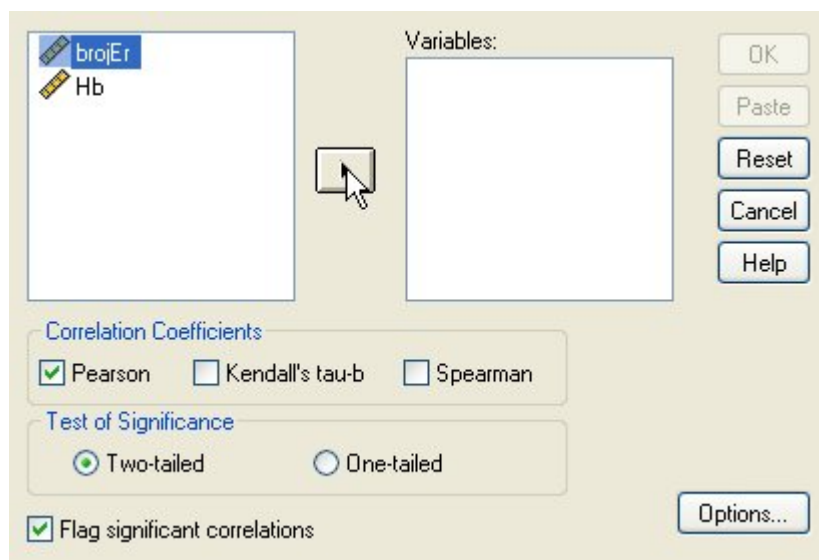 brojEr
Hb
Variables:
OK
Paste
Reset
Cancel
Help
Correlation Coefficients
Pearson Kendall's tau-b Spearman
Test of Significance
Two-tailed One-tailed
Flag significant correlations
Options...